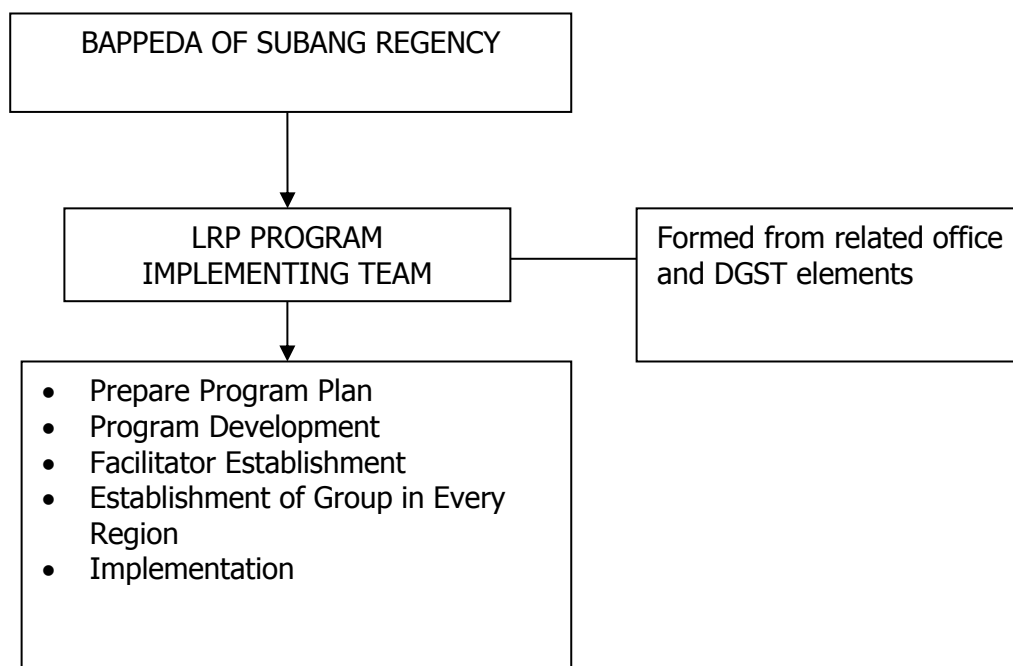 BAPPEDA OF SUBANG REGENCY
LRP PROGRAM
IMPLEMENTING TEAM
Formed from related office
and DGST elements
• Prepare Program Plan
• Program Development
• Facilitator Establishment
• Establishment of Group in Every
Region
• Implementation